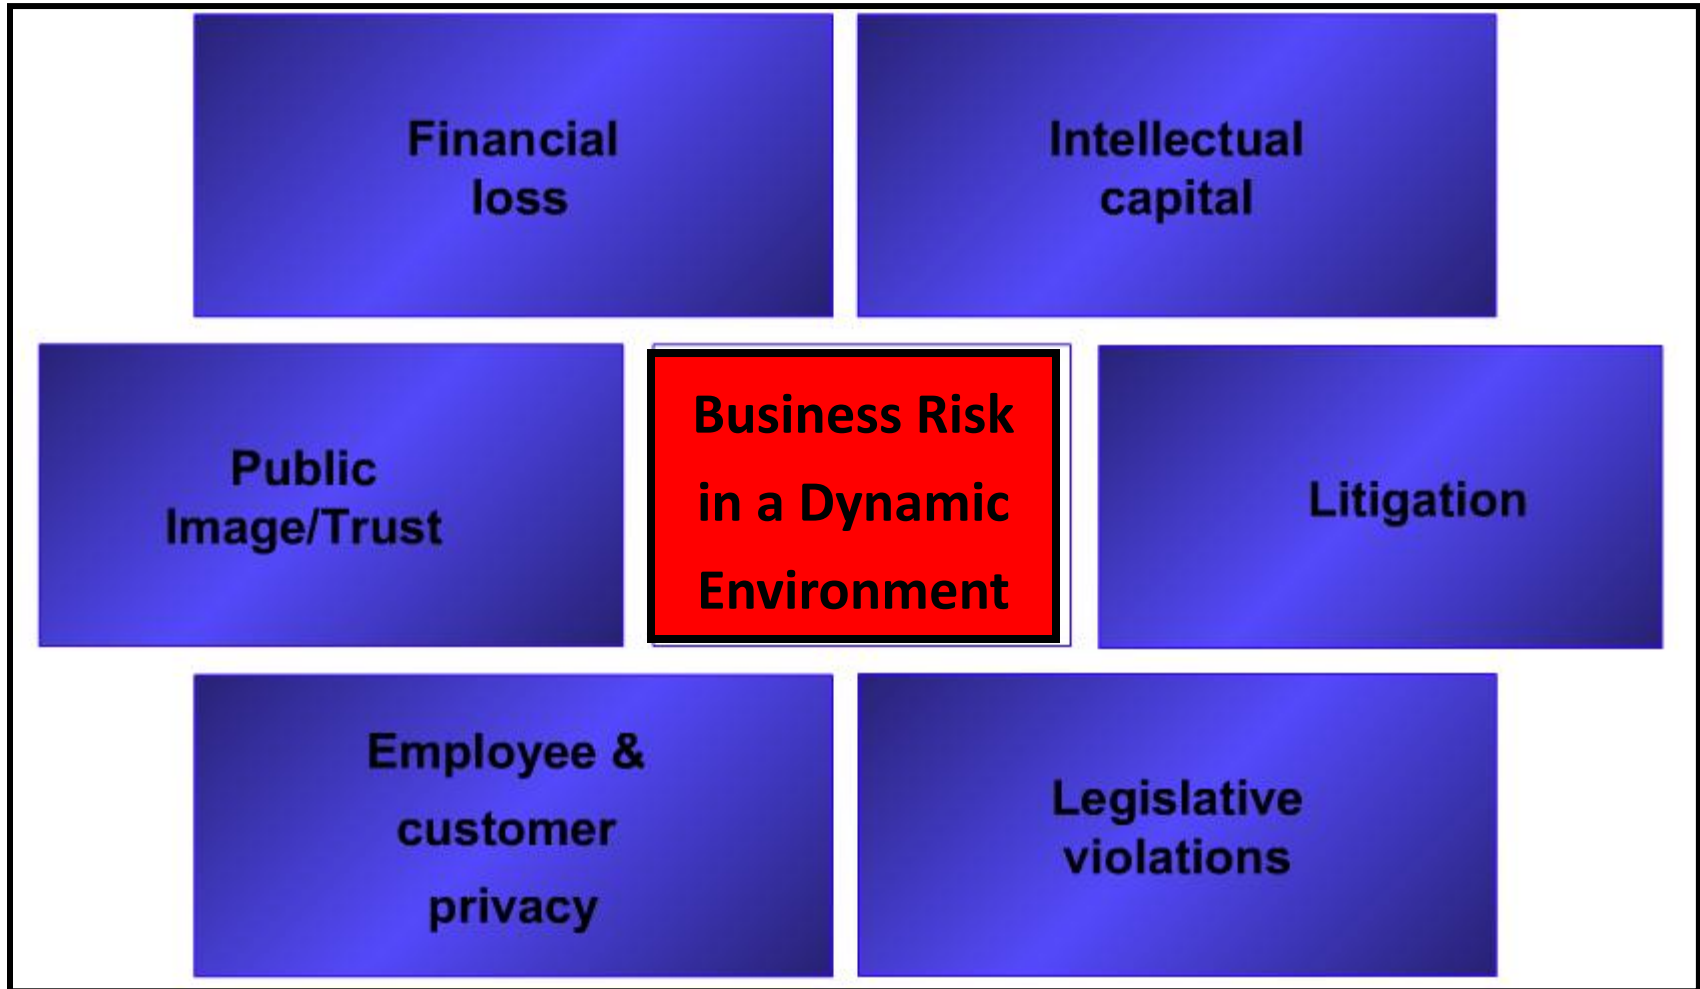 Financial
loss
Intellectual
capital
Public
Image/Trust
Business Risk
in a Dynamic
Environment
Litigation
Employee &
customer
privacy
Legislative
violations